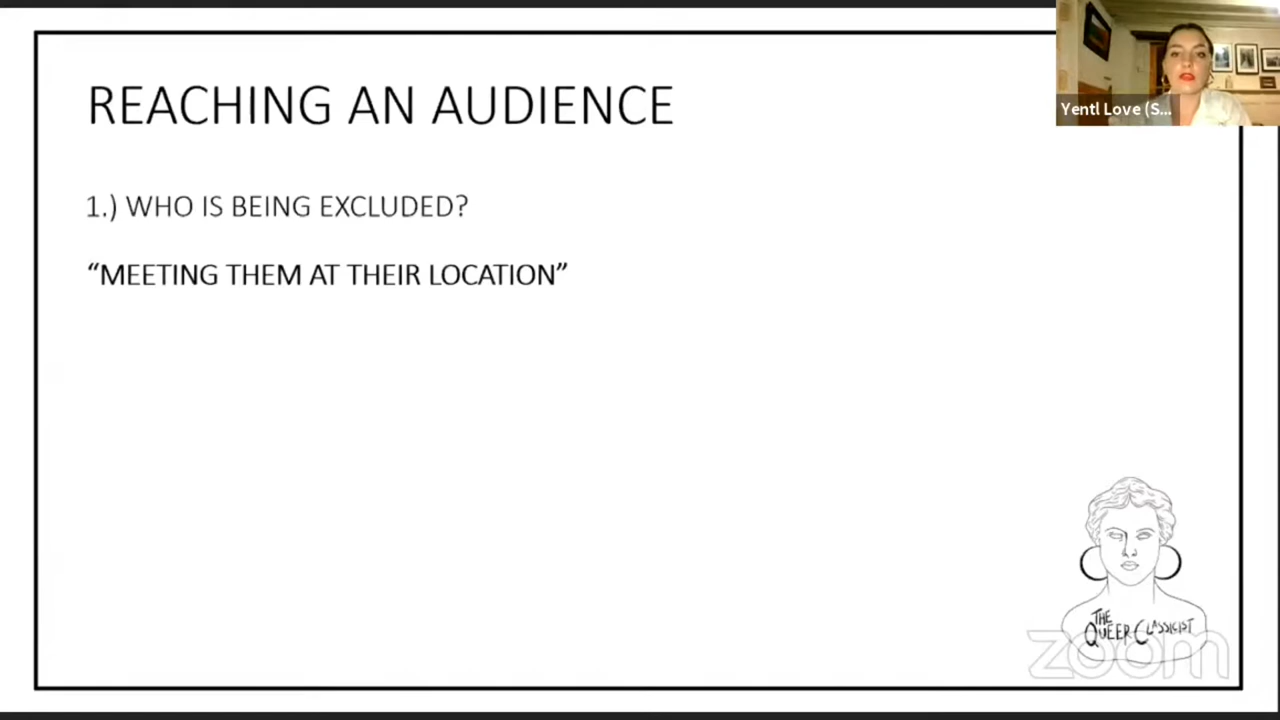 REACHING AN AUDIENCE
Yentl Love (S...
1.) WHO IS BEING EXCLUDED?
“MEETING THEM AT THEIR LOCATION”
THE
QUEER CLASSICIST
zoom